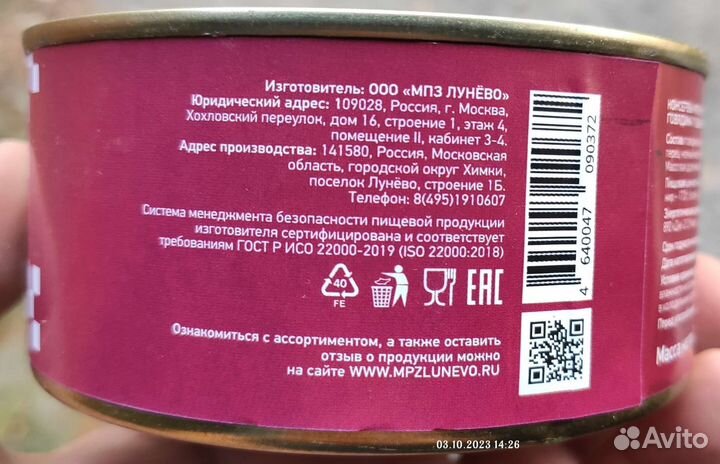 Изготовитель: ООО «МПЗ ЛУНЁВО»
Юридический адрес: 109028, Россия, г. Москва,
Хохловский переулок, дом 16, строение 1, этаж 4,
помещение II, кабинет 3-4.
Адрес производства: 141580, Россия, Московская
область, городской округ Химки,
поселок Лунёво, строение 1Б.
Телефон: 8(495)1910607
Система менеджмента безопасности пищевой продукции
изготовителя сертифицирована и соответствует
требованиям ГОСТ Р ИСО 22000-2019 (ISO 22000:2018)
40
FE
EAC
Ознакомиться с ассортиментом, а также оставить
отзыв о продукции можно
на сайте WWW.MPZLUNEVO.RU
4 640047 090372
Масса
03.10.2023 14:26
Avito